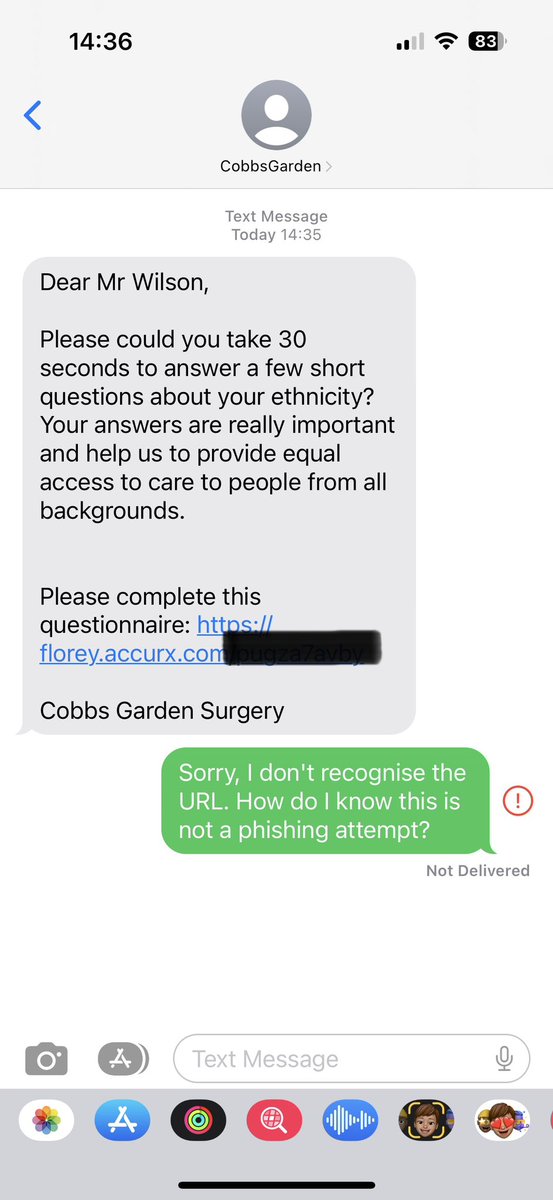 14:36
83
CobbsGarden
Text Message
Today 14:35
Dear Mr Wilson,
Please could you take 30
seconds to answer a few short
questions about your ethnicity?
Your answers are really important
and help us to provide equal
access to care to people from all
backgrounds.
Please complete this
questionnaire: https://
florey.accurx.com/
Cobbs Garden Surgery
Sorry, I don't recognise the
URL. How do I know this is
not a phishing attempt?
Not Delivered
Text Message